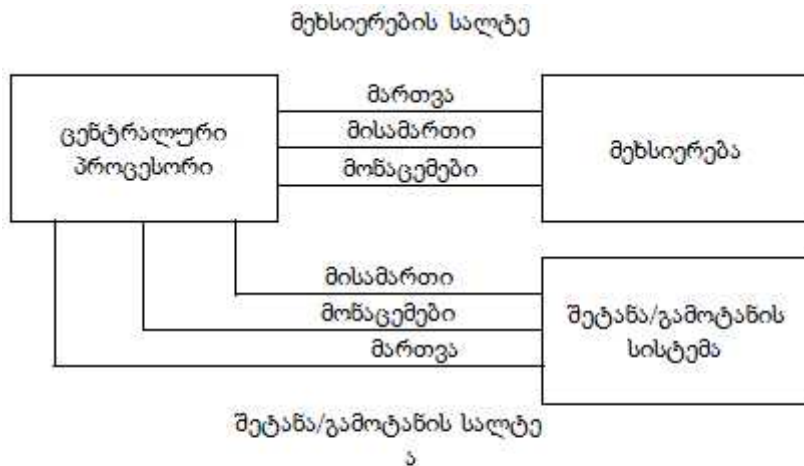 მეხსიერების სალტე
მართვა
ცენტრალური
პროცესორი
მისამართი
მონაცემები
მეხსიერება
მისამართი
მონაცემები
მართვა
შეტანა/გამოტანის
სისტემა
შეტანა/გამოტანის სალტე
ა